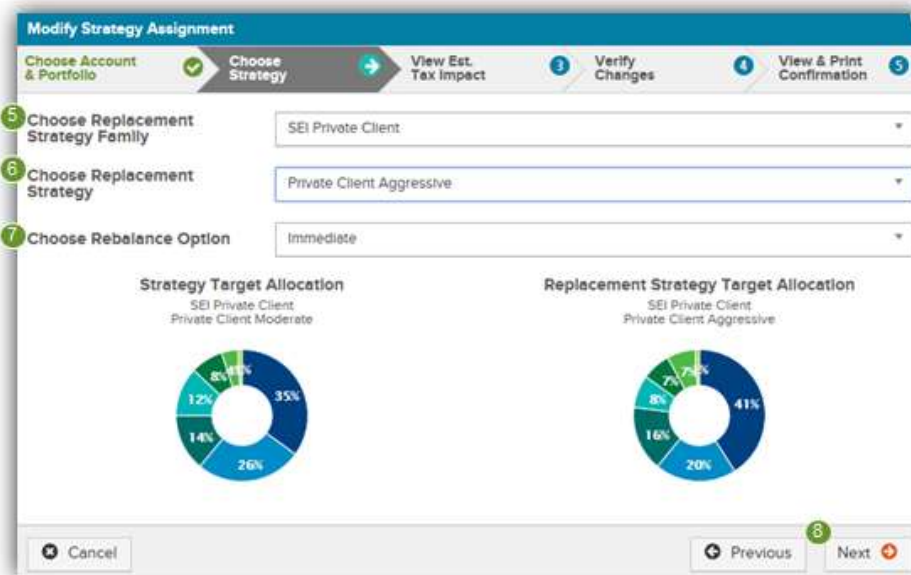 Modify Strategy Assignment
Choose Account
& Portfolio
Choose
Strategy
View Est.
Tax Impact
3
Verify
Changes
4
View & Print
Confirmation
5
5
Choose Replacement
Strategy Family
SEI Private Client
6
Choose Replacement
Strategy
Private Client Aggressive
7
Choose Rebalance Option
Immediate
Strategy Target Allocation
SEI Private Client
Private Client Moderate
35%
26%
14%
12%
8%
Replacement Strategy Target Allocation
SEI Private Client
Private Client Aggressive
41%
20%
16%
8%
7%
7%
Cancel
Previous
8
Next